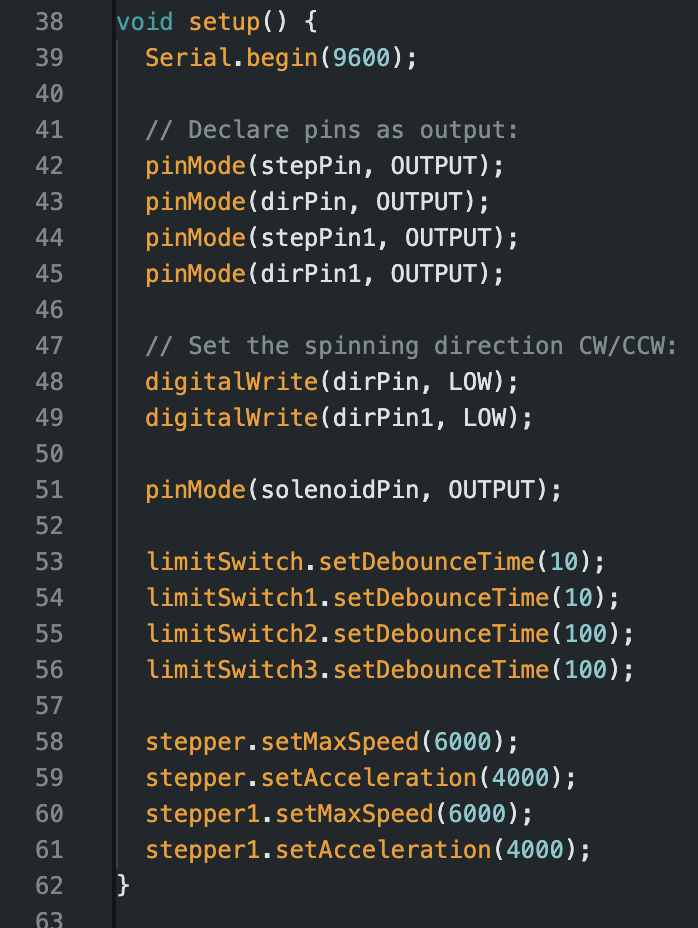 38 void setup() {
39   Serial.begin(9600);
40
41   // Declare pins as output:
42   pinMode(stepPin, OUTPUT);
43   pinMode(dirPin, OUTPUT);
44   pinMode(stepPin1, OUTPUT);
45   pinMode(dirPin1, OUTPUT);
46
47   // Set the spinning direction CW/CCW:
48   digitalWrite(dirPin, LOW);
49   digitalWrite(dirPin1, LOW);
50
51   pinMode(solenoidPin, OUTPUT);
52
53   limitSwitch.setDebounceTime(10);
54   limitSwitch1.setDebounceTime(10);
55   limitSwitch2.setDebounceTime(100);
56   limitSwitch3.setDebounceTime(100);
57
58   stepper.setMaxSpeed(6000);
59   stepper.setAcceleration(4000);
60   stepper1.setMaxSpeed(6000);
61   stepper1.setAcceleration(4000);
62 }
63